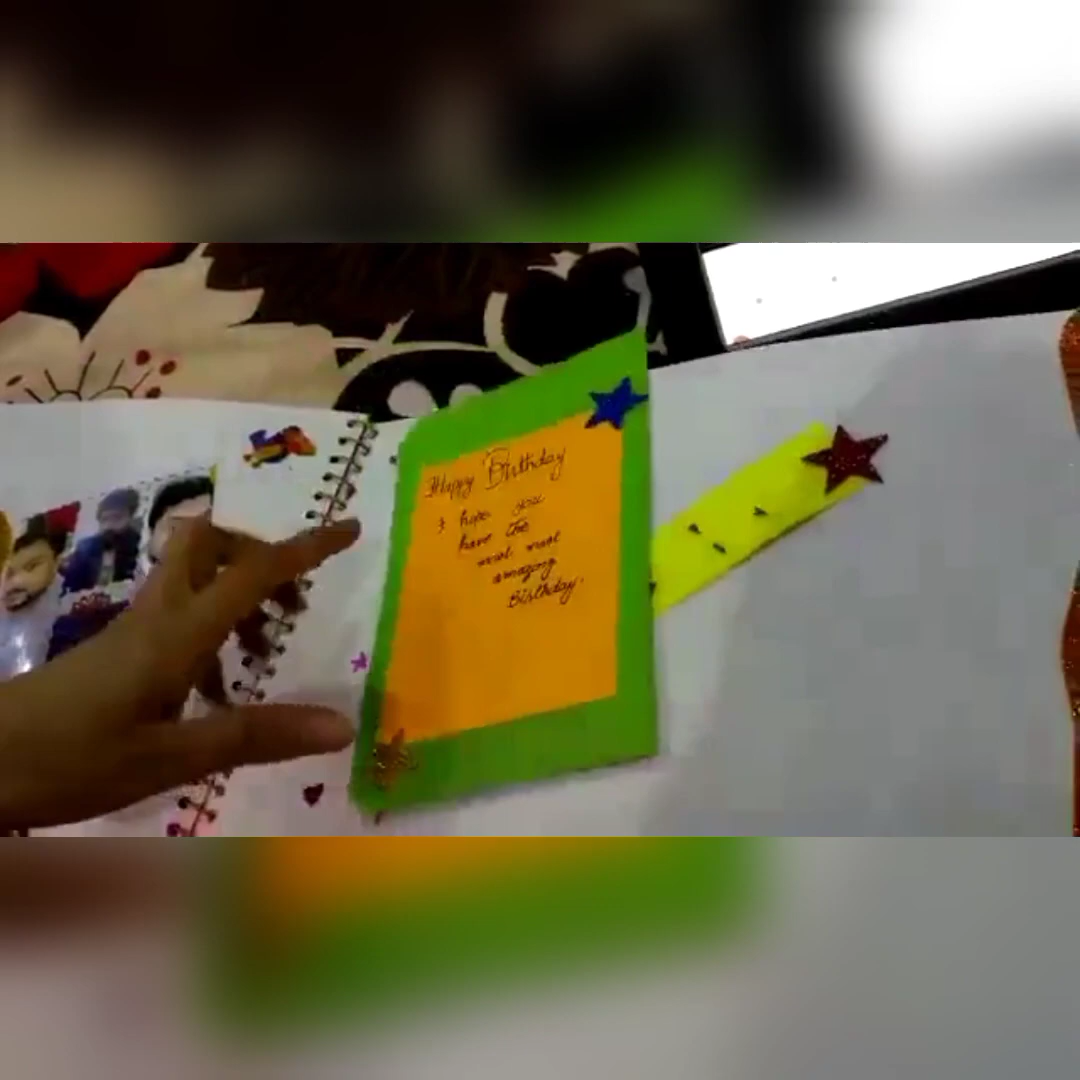 Happy Birthday
I hope you
have the
most most
amazing
Birthday.